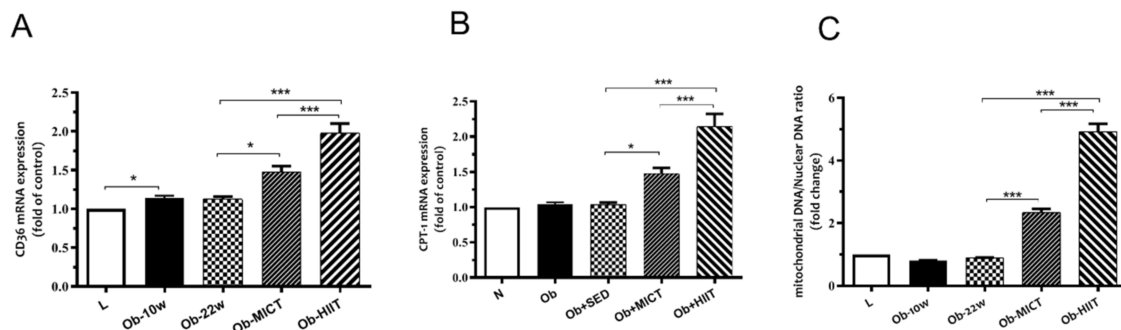 A
CD36 mRNA expression
(fold of control)
2.5
2.0
1.5
1.0
0.5
0.0
*
*
***
***
L
Ob-10w
Ob-22w
Ob-MICT
Ob-HIIT
B
CPT-1 mRNA expression
(fold of control)
2.5
2.0
1.5
1.0
0.5
0.0
*
***
***
N
Ob
Ob+SED
Ob+MICT
Ob+HIIT
C
mitochondrial DNA/Nuclear DNA ratio
(fold change)
6
4
2
0
***
***
***
L
Ob-10w
Ob-22w
Ob-MICT
Ob-HIIT